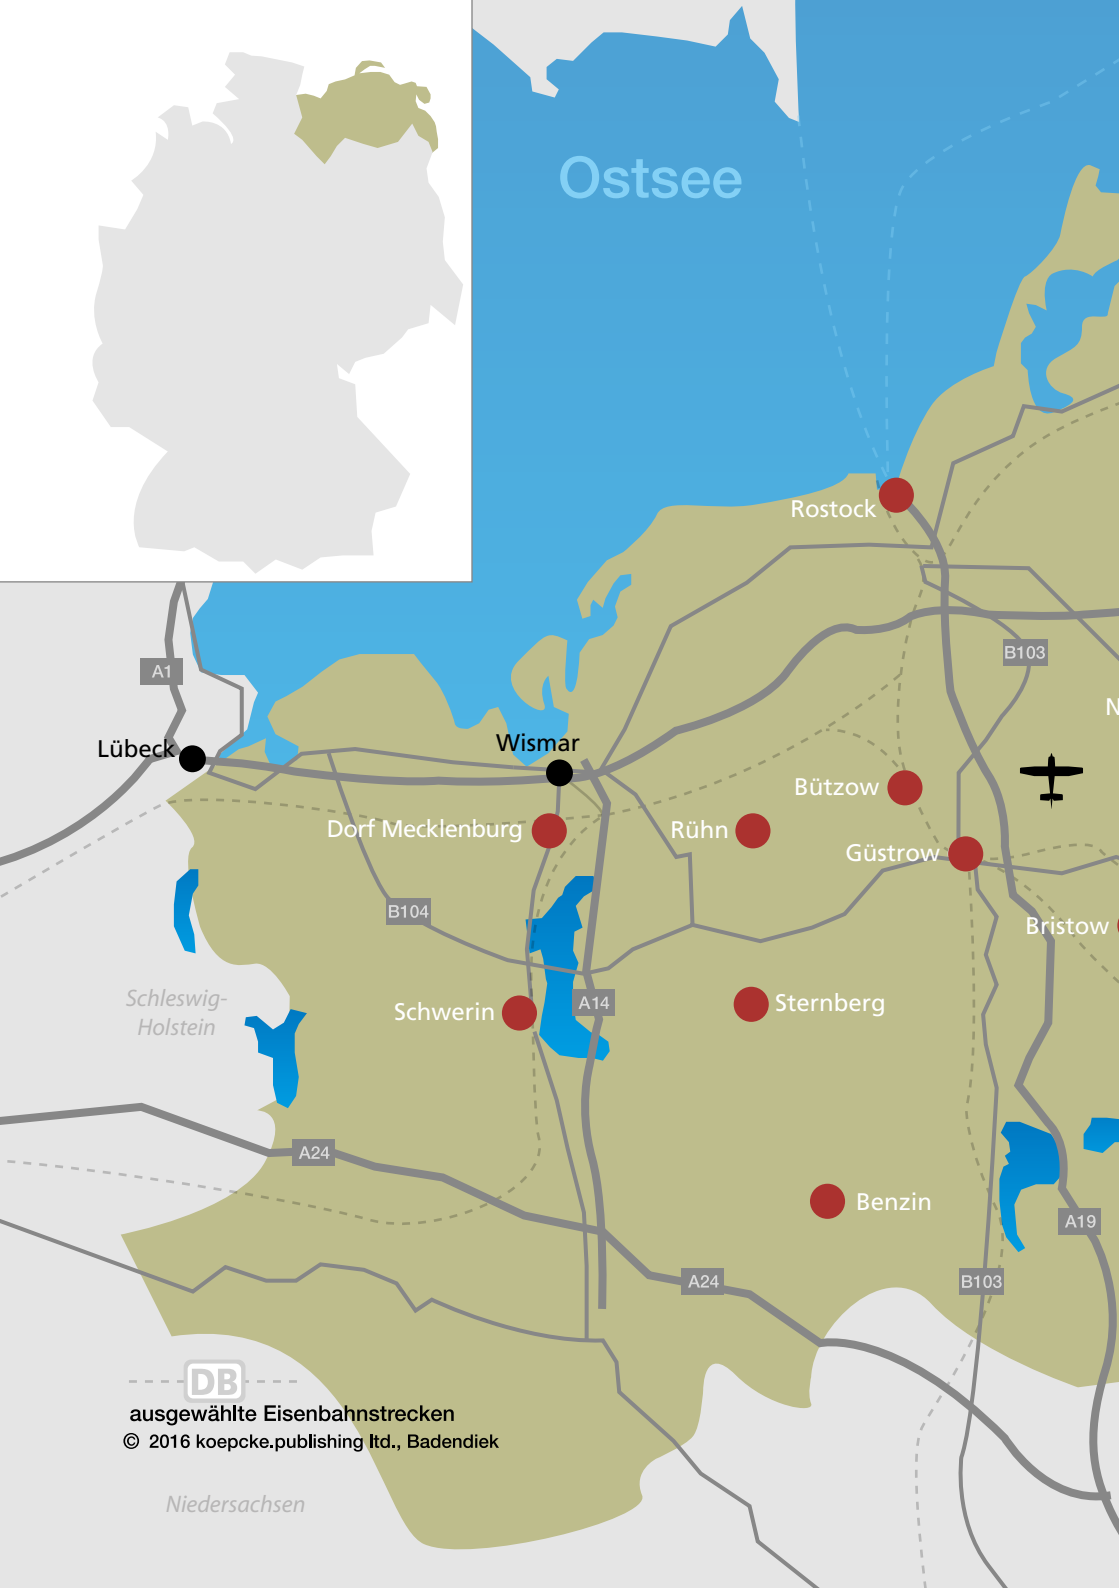 Ostsee
Rostock
A1
B103
N
Lübeck
Wismar
Bützow
Dorf Mecklenburg
Rühn
Güstrow
B104
Bristow
Schleswig-
Holstein
Schwerin
A14
Sternberg
A24
Benzin
A19
A24
B103
DB
ausgewählte Eisenbahnstrecken
© 2016 koepcke.publishing ltd., Badendiek
Niedersachsen